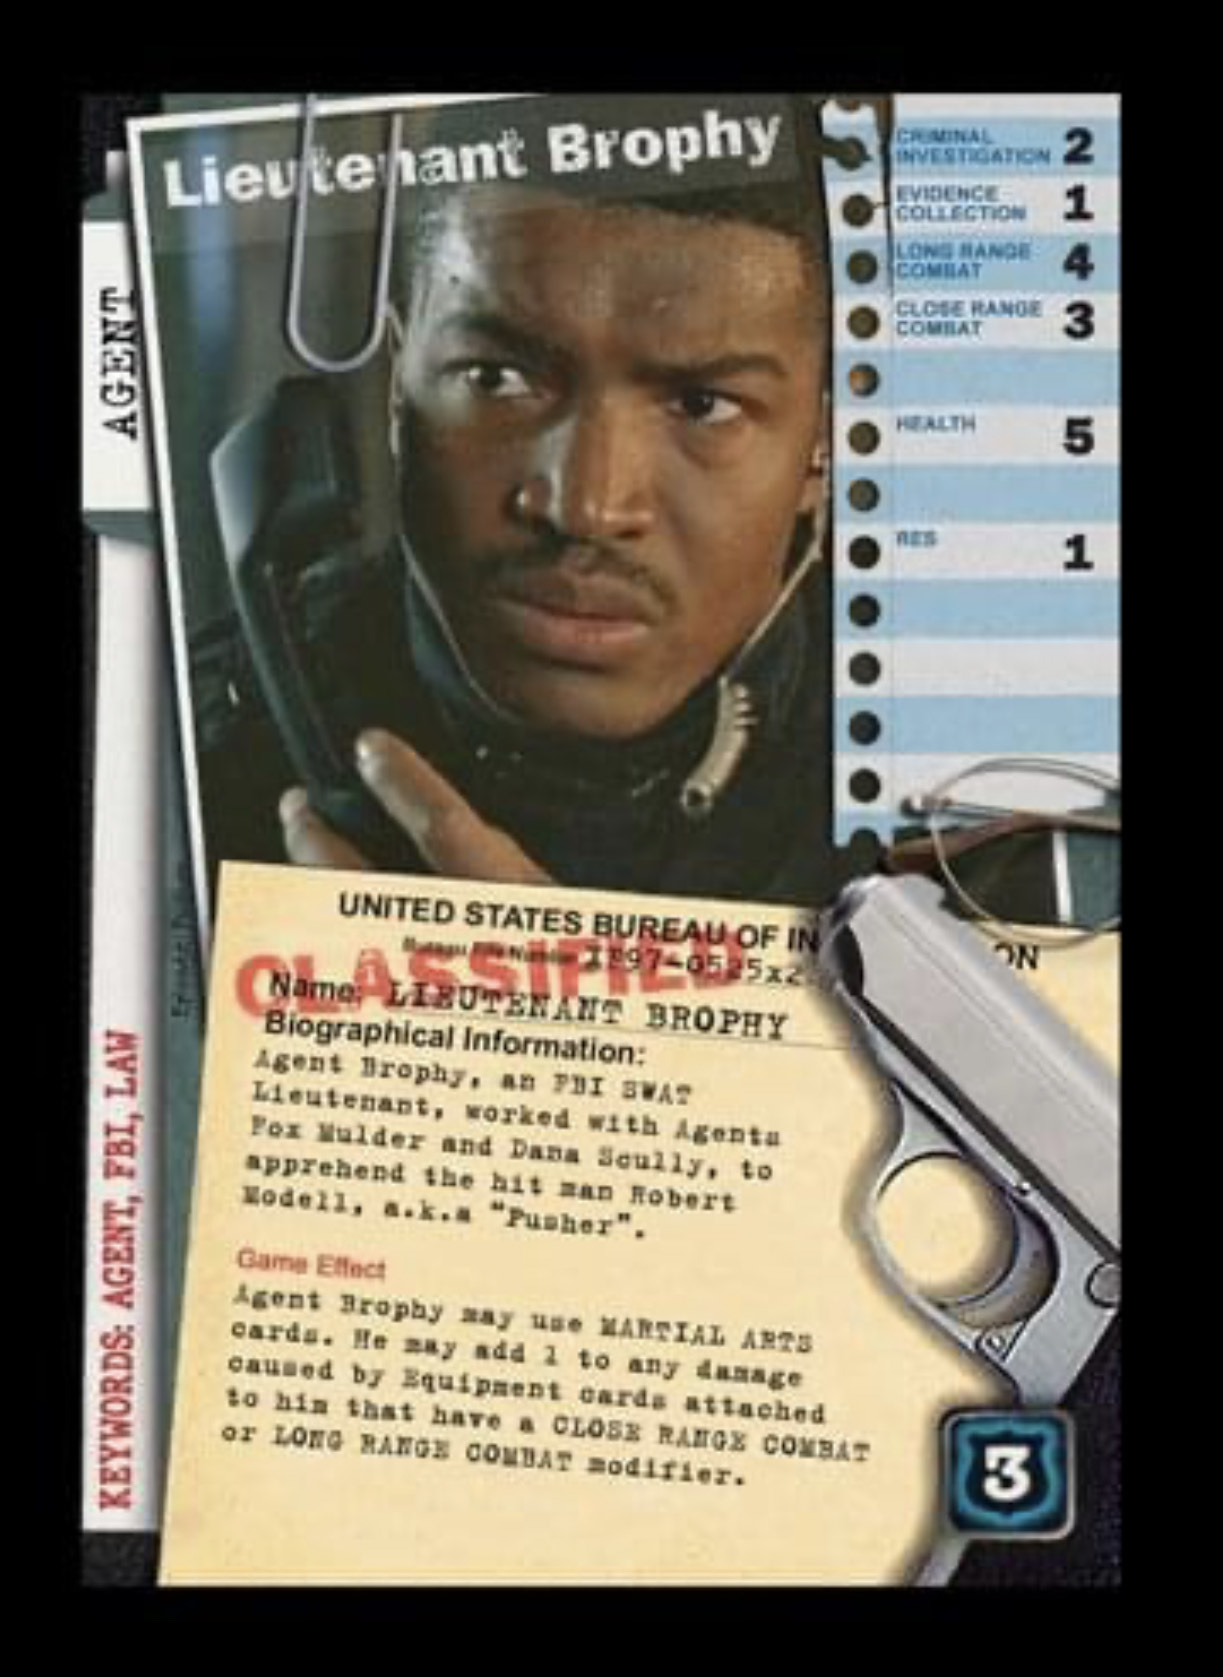 Lieutenant Brophy
CRIMINAL
INVESTIGATION 2
EVIDENCE
COLLECTION 1
LONG RANGE
COMBAT 4
CLOSE RANGE
COMBAT 3
HEALTH 5
RES 1
AGENT
KEYWORDS: AGENT, FBI, LAW
UNITED STATES BUREAU OF IN ON
CLASSIFIED
Name: LIEUTENANT BROPHY
Biographical Information:
Agent Brophy, an FBI SWAT
Lieutenant, worked with Agents
Fox Mulder and Dana Scully, to
apprehend the hit man Robert
Modell, a.k.a "Pusher".
Game Effect
Agent Brophy may use MARTIAL ARTS
cards. He may add 1 to any damage
caused by Equipment cards attached
to him that have a CLOSE RANGE COMBAT
or LONG RANGE COMBAT modifier.
3